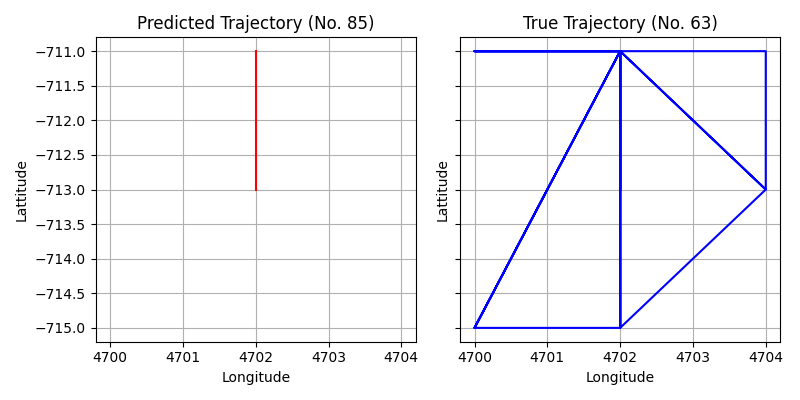 Predicted Trajectory (No. 85)
True Trajectory (No. 63)
−711.0
−711.5
−712.0
−712.5
−713.0
−713.5
−714.0
−714.5
−715.0
Lattitude
Lattitude
4700 4701 4702 4703 4704
4700 4701 4702 4703 4704
Longitude
Longitude